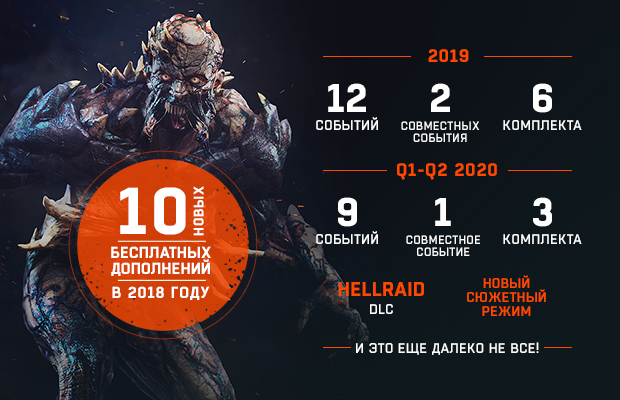 10 НОВЫХ
БЕСПЛАТНЫХ
ДОПОЛНЕНИЙ
В 2018 ГОДУ
2019
12 2 6
СОБЫТИЙ СОВМЕСТНЫХ КОМПЛЕКТА
СОБЫТИЯ
Q1-Q2 2020
9 1 3
СОБЫТИЙ СОВМЕСТНОЕ КОМПЛЕКТА
СОБЫТИЕ
HELLRAID
DLC
НОВЫЙ
СЮЖЕТНЫЙ
РЕЖИМ
И ЭТО ЕЩЕ ДАЛЕКО НЕ ВСЕ!